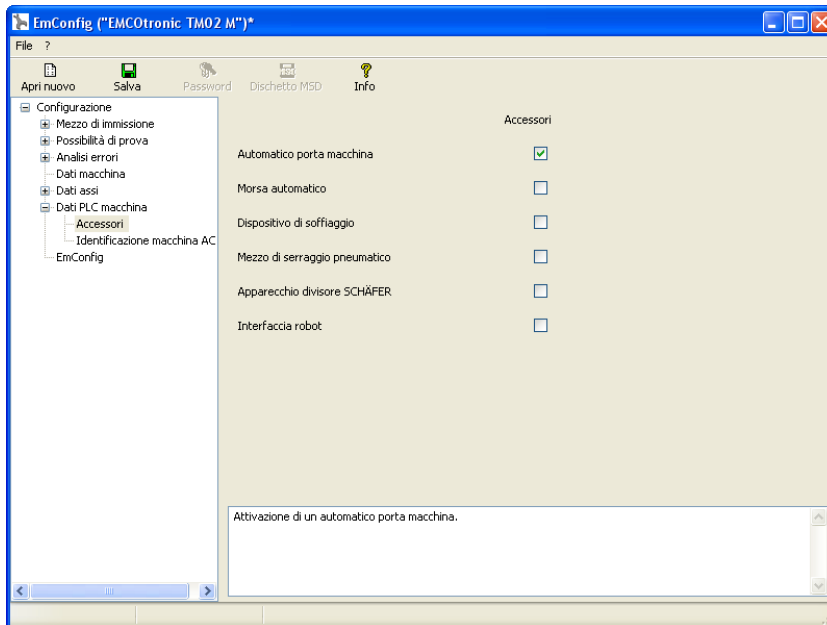 EmConfig ("EMCOtronic TM02 M")*
File ?
Apri nuovo Salva Password Dischetto MSD Info
Configurazione
Mezzo di immissione
Possibilità di prova
Analisi errori
Dati macchina
Dati assi
Dati PLC macchina
Accessori
Identificazione macchina AC
EmConfig
Accessori
Automatico porta macchina
Morsa automatico
Dispositivo di soffiaggio
Mezzo di serraggio pneumatico
Apparecchio divisore SCHÄFER
Interfaccia robot
Attivazione di un automatico porta macchina.